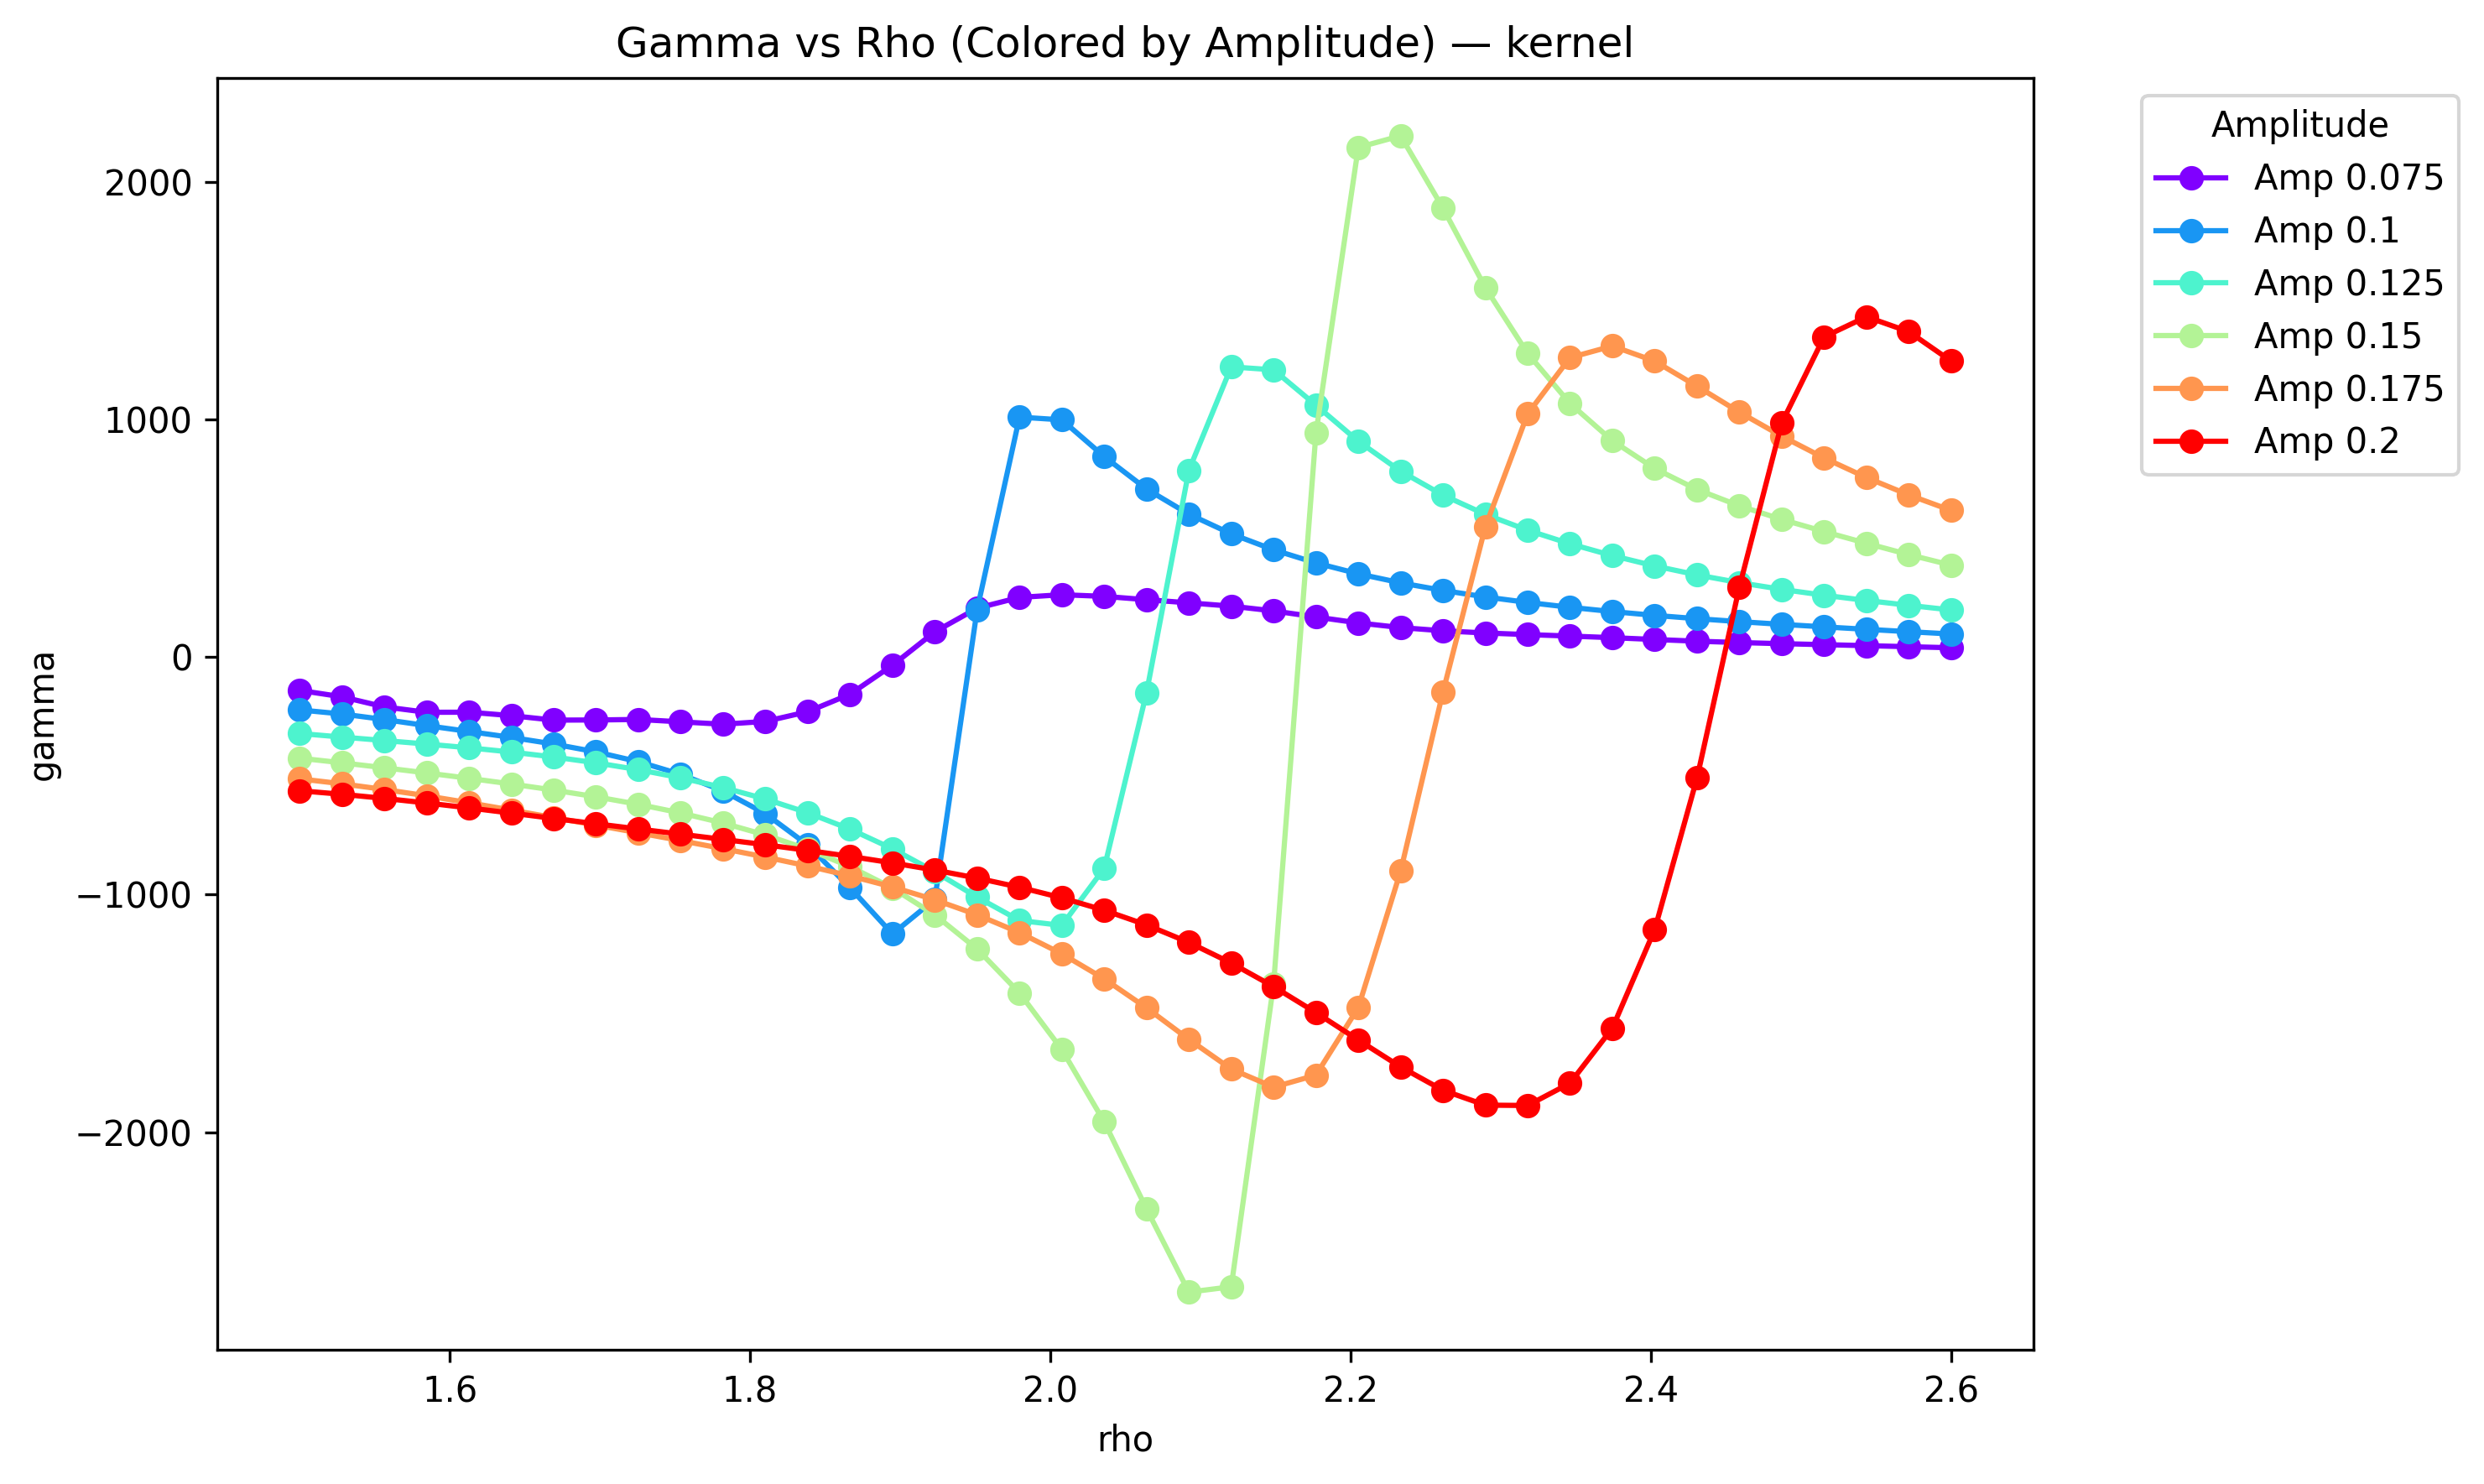 Gamma vs Rho (Colored by Amplitude) — kernel
Amplitude
Amp 0.075
Amp 0.1
Amp 0.125
Amp 0.15
Amp 0.175
Amp 0.2
2000
1000
0
−1000
−2000
gamma
1.6 1.8 2.0 2.2 2.4 2.6
rho